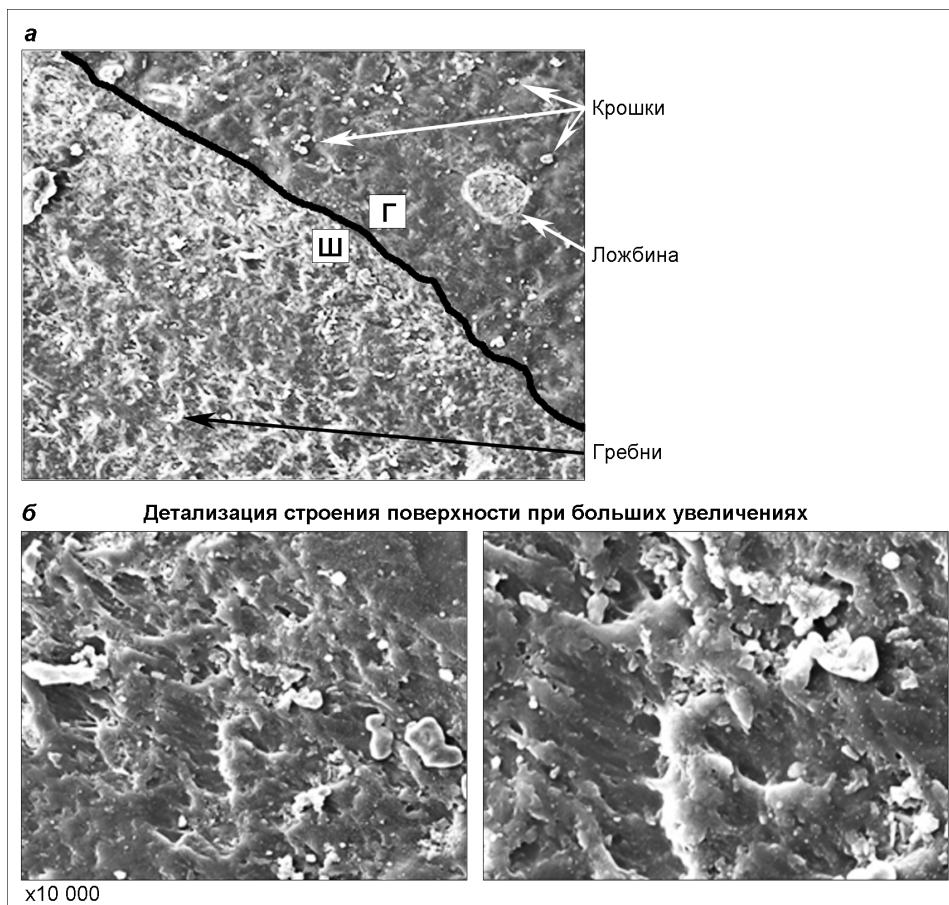 а
Крошки
Г
Ш
Ложбина
Гребни
б
Детализация строения поверхности при больших увеличениях
x10 000